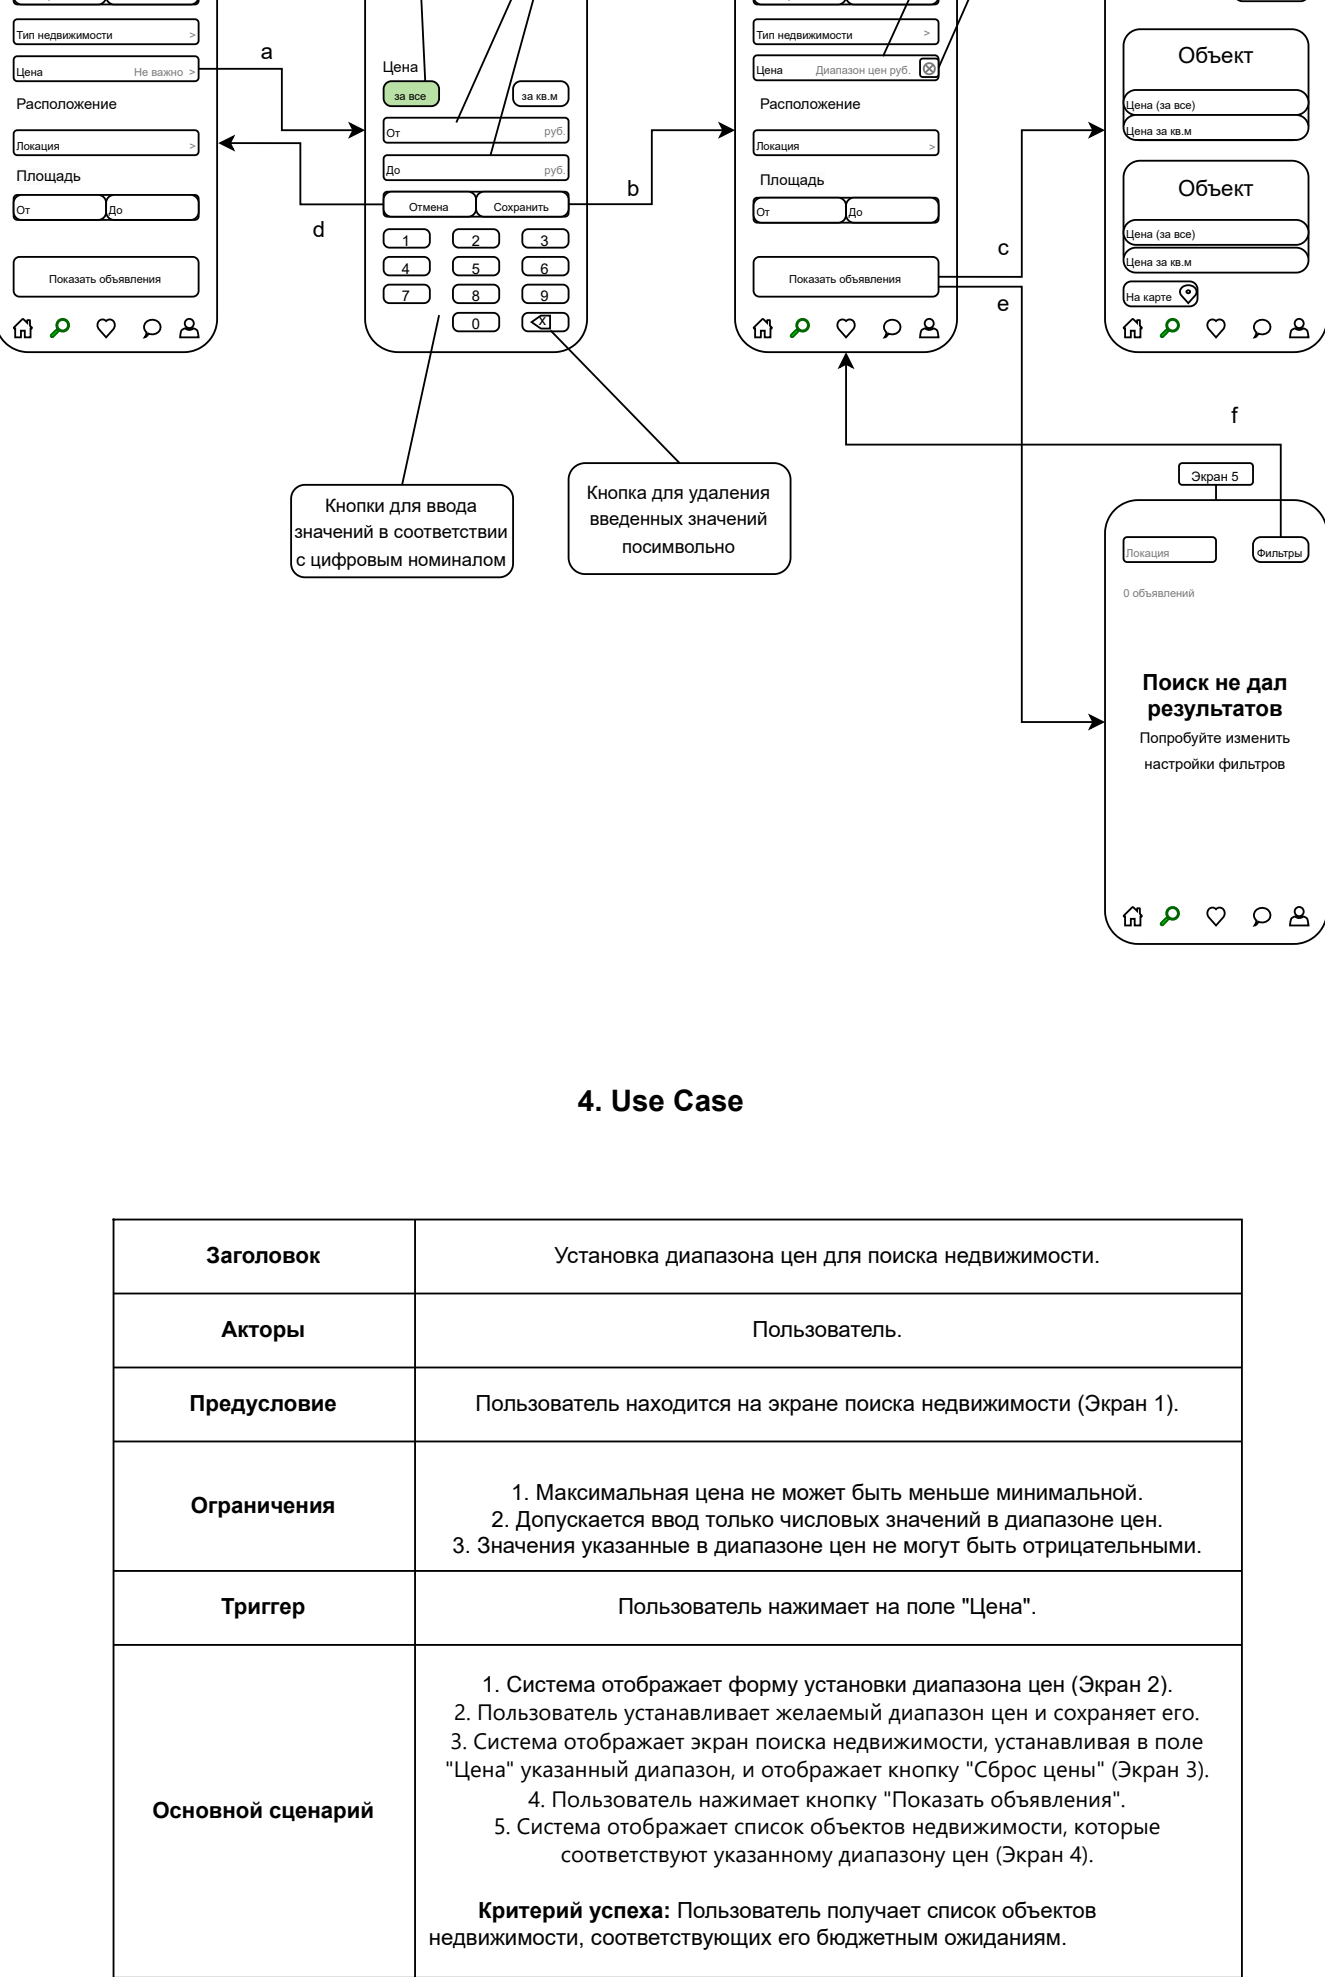 Тип недвижимости >
Цена Не важно >
Расположение
Локация >
Площадь
От До
Показать объявления
a
d
Цена
за все за кв.м
От руб.
До руб.
Отмена Сохранить
1 2 3
4 5 6
7 8 9
0 X
b
Тип недвижимости >
Цена Диапазон цен руб.
Расположение
Локация >
Площадь
От До
Показать объявления
c
e
Объект
Цена (за все)
Цена за кв.м
Объект
Цена (за все)
Цена за кв.м
На карте
f
Кнопки для ввода
значений в соответствии
с цифровым номиналом
Кнопка для удаления
введенных значений
посимвольно
Экран 5
Локация Фильтры
0 объявлений
Поиск не дал
результатов
Попробуйте изменить
настройки фильтров
4. Use Case
Заголовок Установка диапазона цен для поиска недвижимости.
Акторы Пользователь.
Предусловие Пользователь находится на экране поиска недвижимости (Экран 1).
Ограничения
1. Максимальная цена не может быть меньше минимальной.
2. Допускается ввод только числовых значений в диапазоне цен.
3. Значения указанные в диапазоне цен не могут быть отрицательными.
Триггер Пользователь нажимает на поле "Цена".
Основной сценарий
1. Система отображает форму установки диапазона цен (Экран 2).
2. Пользователь устанавливает желаемый диапазон цен и сохраняет его.
3. Система отображает экран поиска недвижимости, устанавливая в поле
"Цена" указанный диапазон, и отображает кнопку "Сброс цены" (Экран 3).
4. Пользователь нажимает кнопку "Показать объявления".
5. Система отображает список объектов недвижимости, которые
соответствуют указанному диапазону цен (Экран 4).
Критерий успеха: Пользователь получает список объектов
недвижимости, соответствующих его бюджетным ожиданиям.